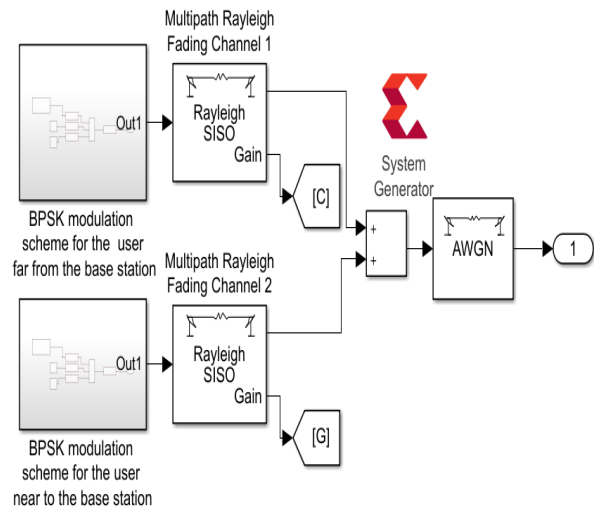 Multipath Rayleigh
Fading Channel 1
Out1
Rayleigh
SISO
Gain
[C]
BPSK modulation
scheme for the user
far from the base station
System
Generator
+
+
AWGN
1
Multipath Rayleigh
Fading Channel 2
Out1
Rayleigh
SISO
Gain
[G]
BPSK modulation
scheme for the user
near to the base station